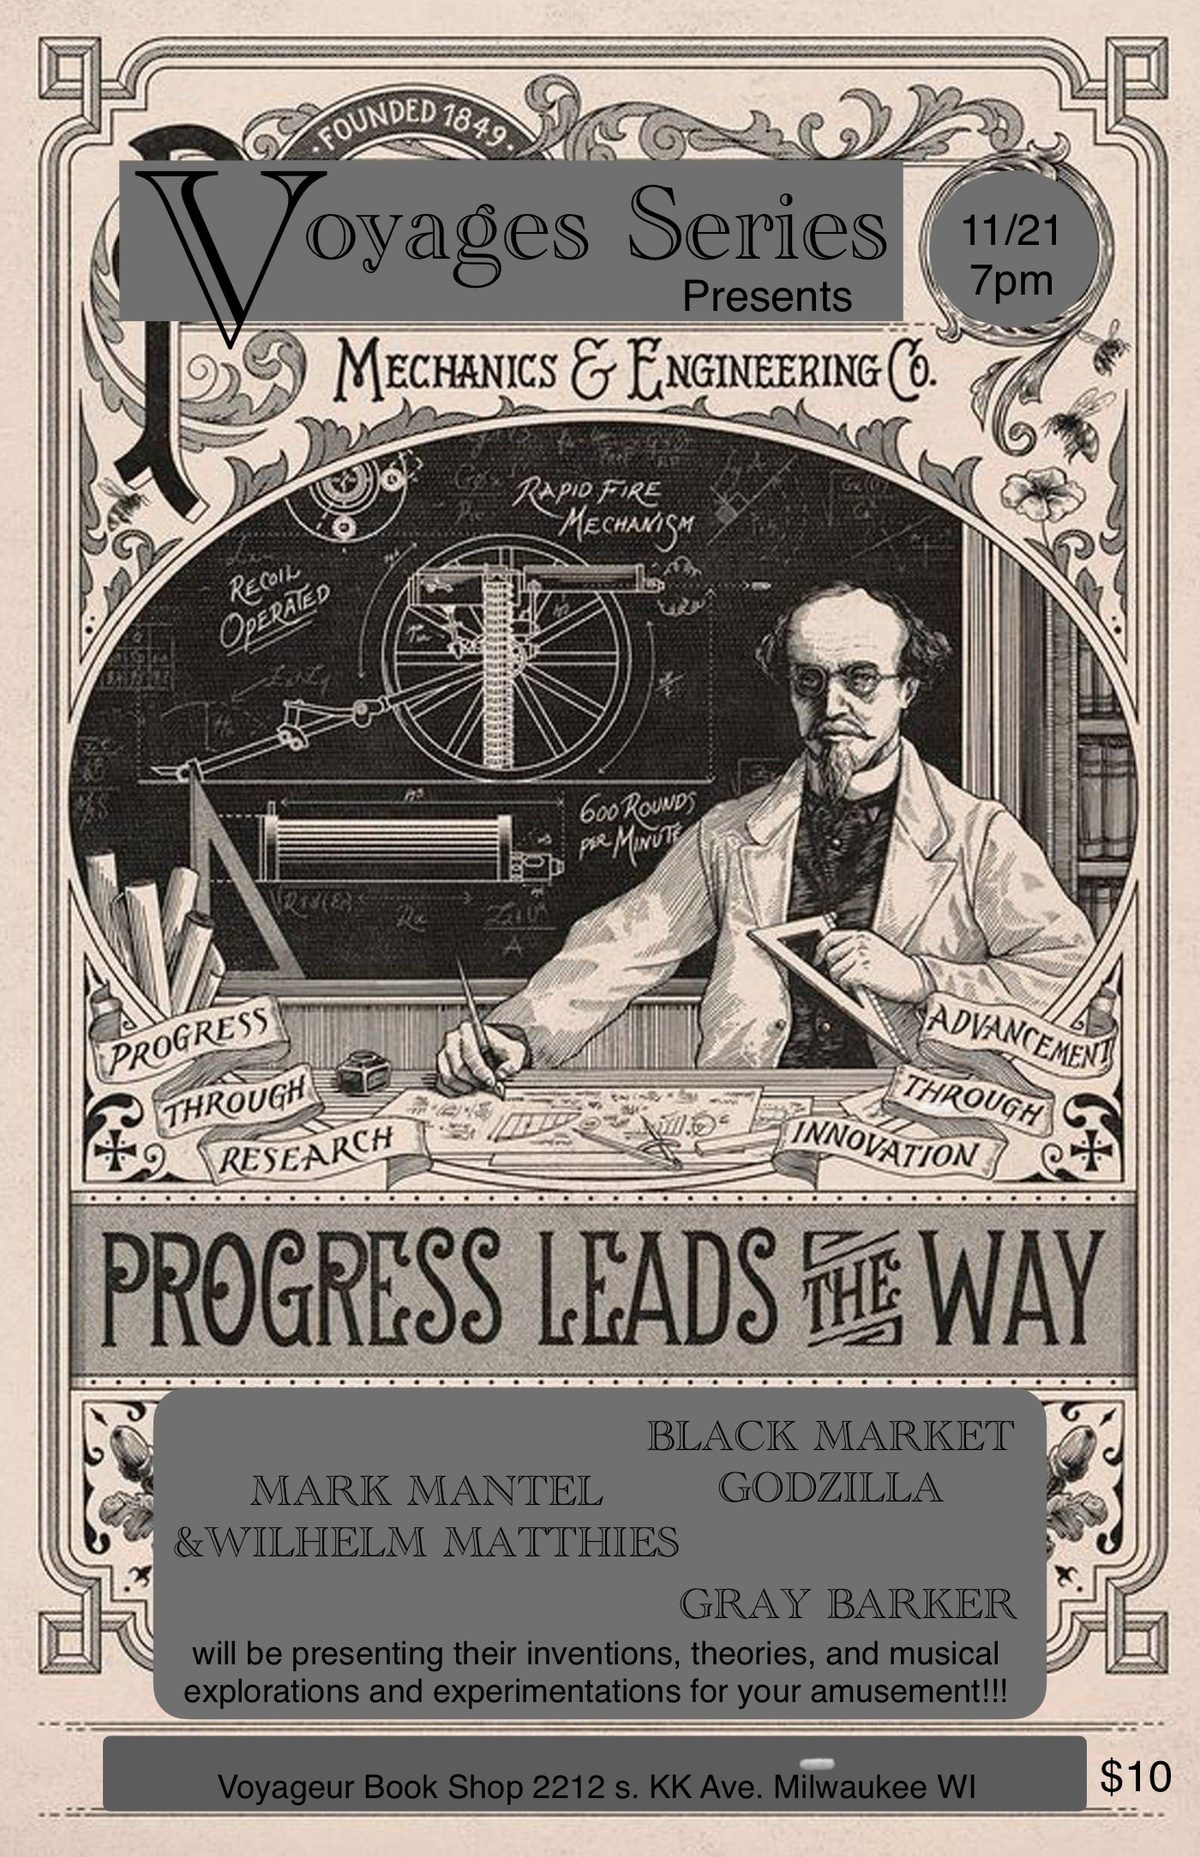 ·FOUNDED 1849·
Voyages Series
Presents
11/21
7pm
MECHANICS & ENGINEERING Co.
RAPID FIRE
MECHANISM
RECOIL
OPERATED
600 ROUNDS
PER MINUTE
PROGRESS
THROUGH
RESEARCH
ADVANCEMENT
THROUGH
INNOVATION
PROGRESS LEADS THE WAY
BLACK MARKET
GODZILLA
MARK MANTEL
&WILHELM MATTHIES
GRAY BARKER
will be presenting their inventions, theories, and musical
explorations and experimentations for your amusement!!!
Voyageur Book Shop 2212 s. KK Ave. Milwaukee WI
$10